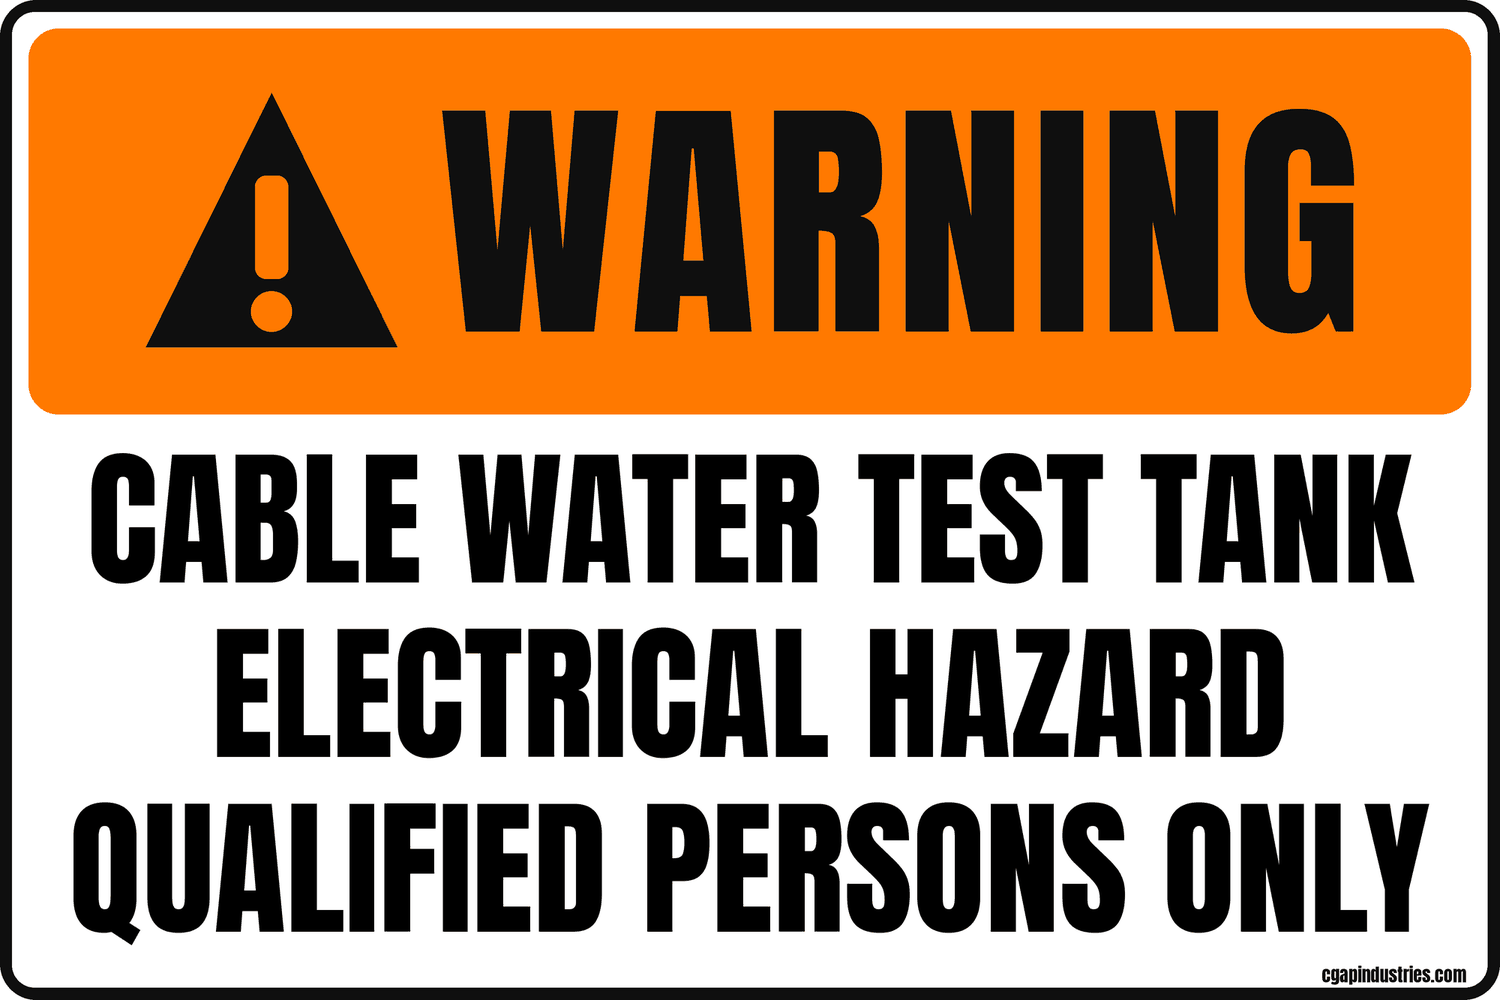 WARNING
CABLE WATER TEST TANK
ELECTRICAL HAZARD
QUALIFIED PERSONS ONLY
cgapindustries.com